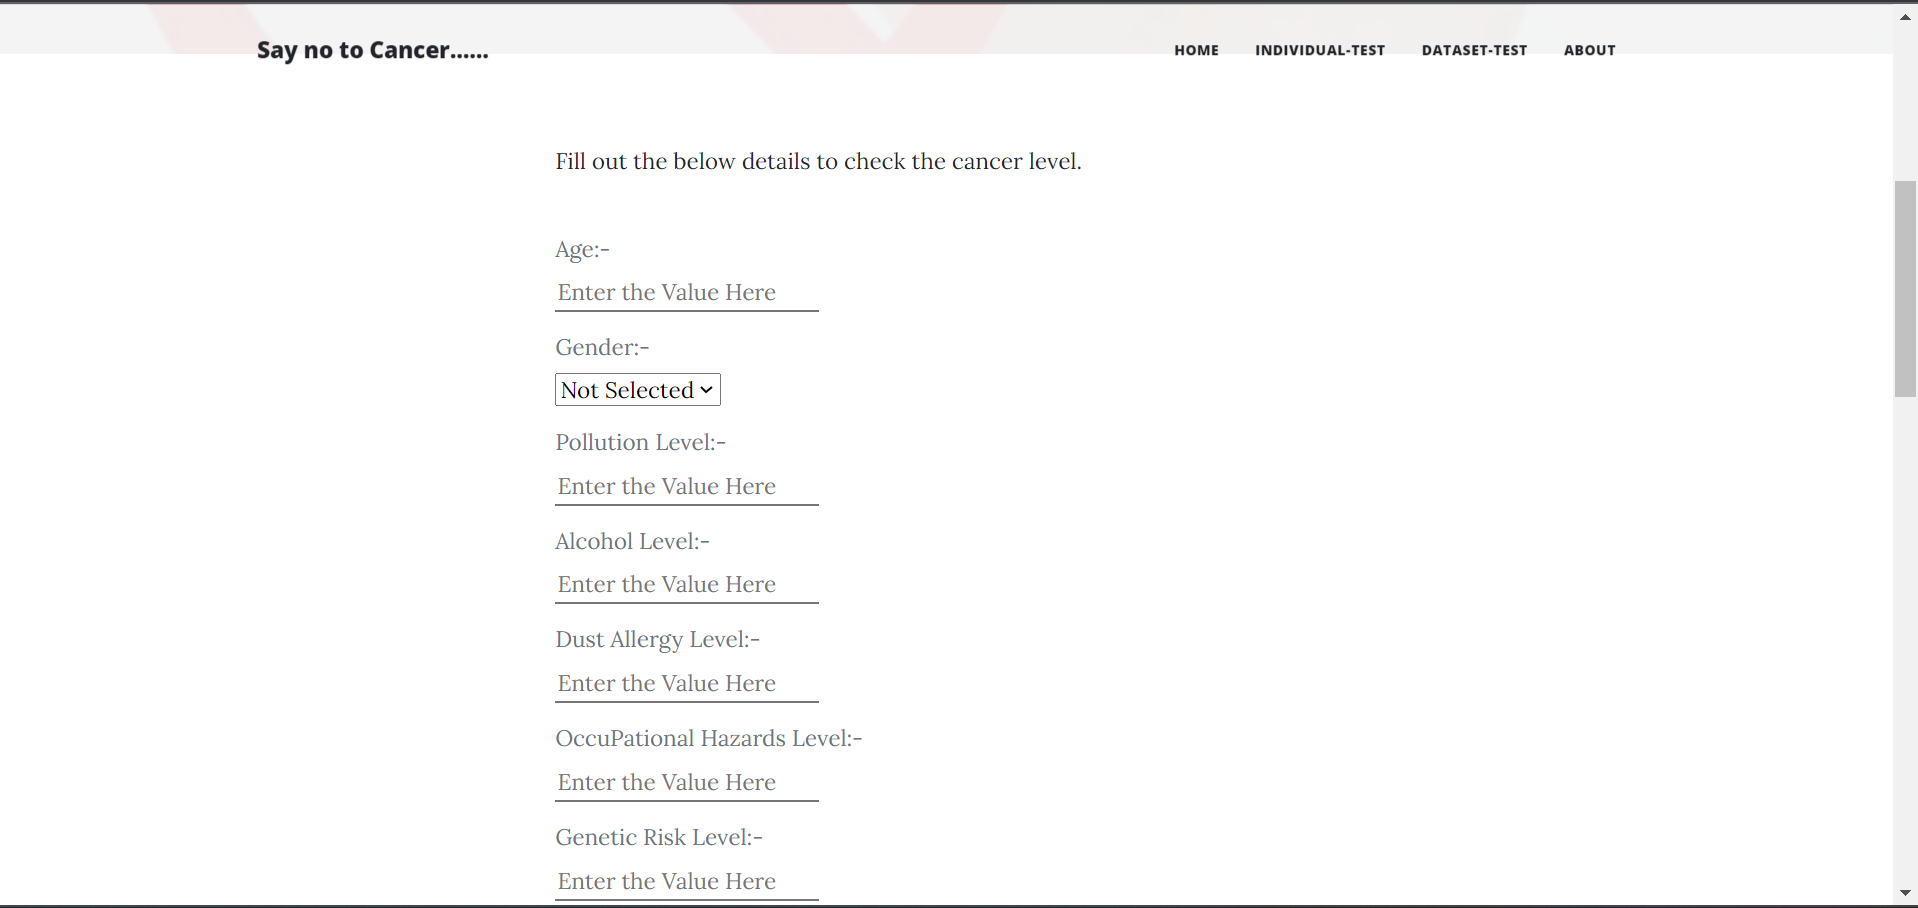 Say no to Cancer......
HOME INDIVIDUAL-TEST DATASET-TEST ABOUT
Fill out the below details to check the cancer level.
Age:-
Enter the Value Here
Gender:-
Not Selected
Pollution Level:-
Enter the Value Here
Alcohol Level:-
Enter the Value Here
Dust Allergy Level:-
Enter the Value Here
OccuPational Hazards Level:-
Enter the Value Here
Genetic Risk Level:-
Enter the Value Here